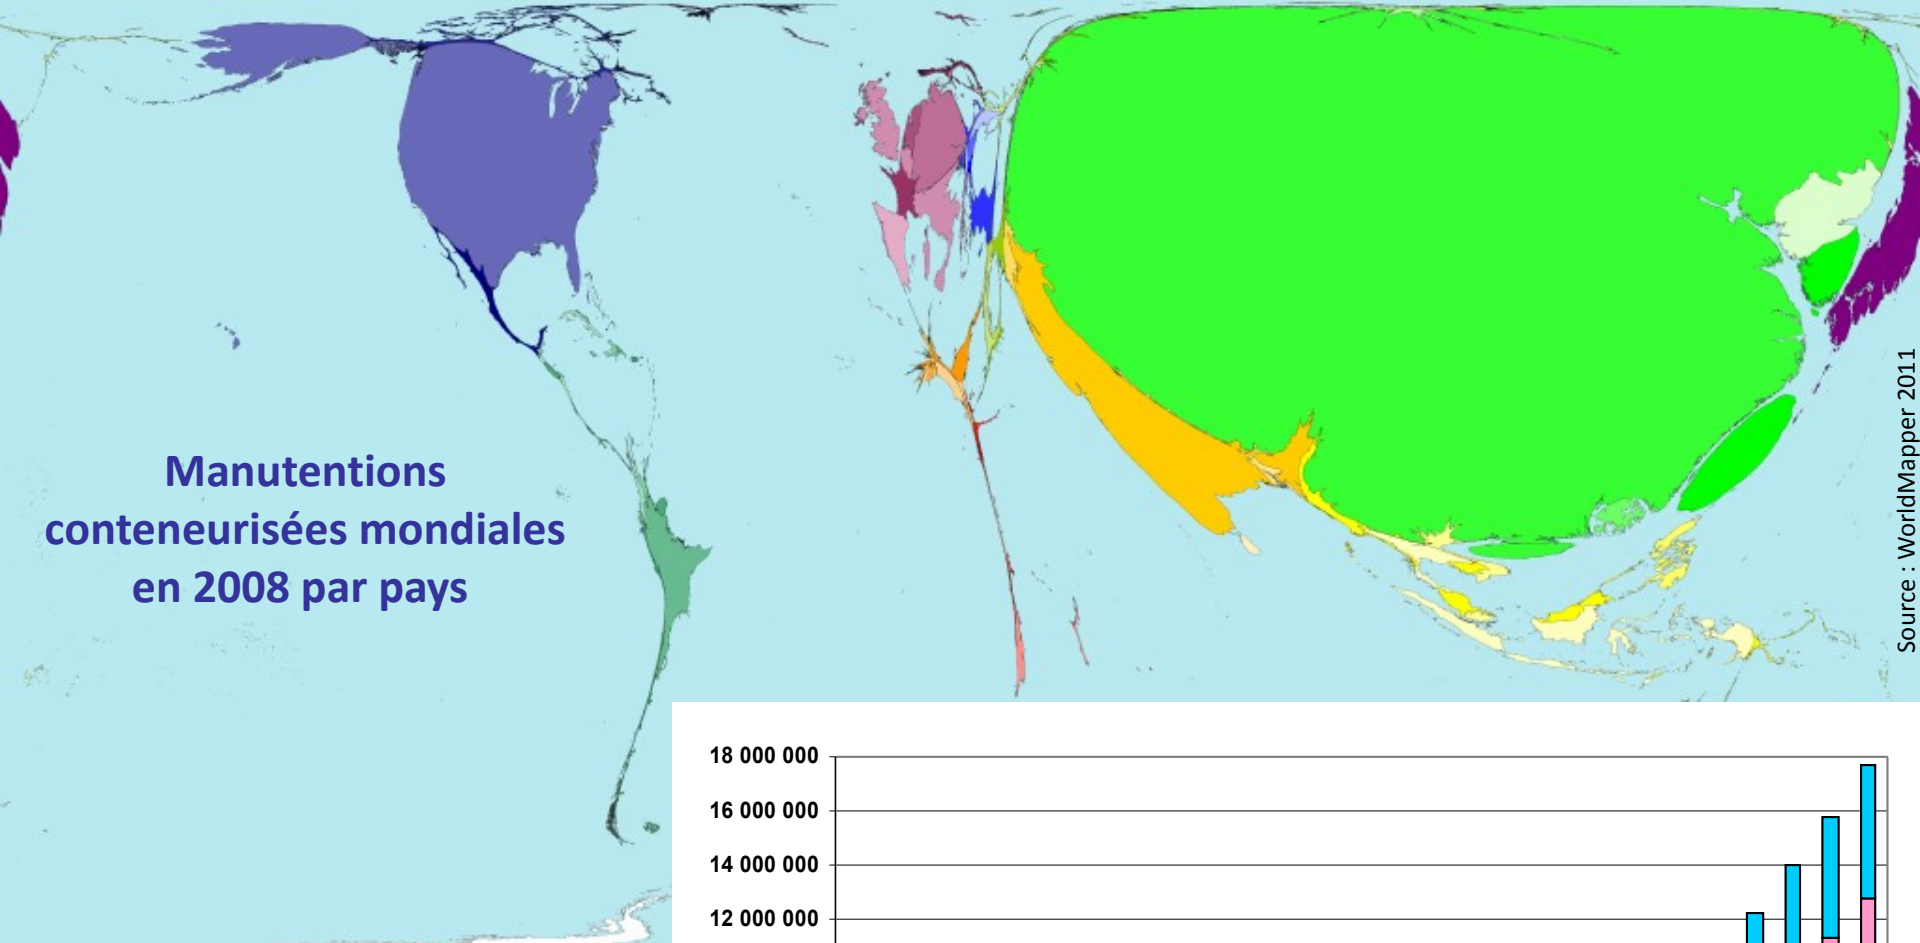 Manutentions
conteneurisées mondiales
en 2008 par pays
Source : WorldMapper 2011
18 000 000
16 000 000
14 000 000
12 000 000